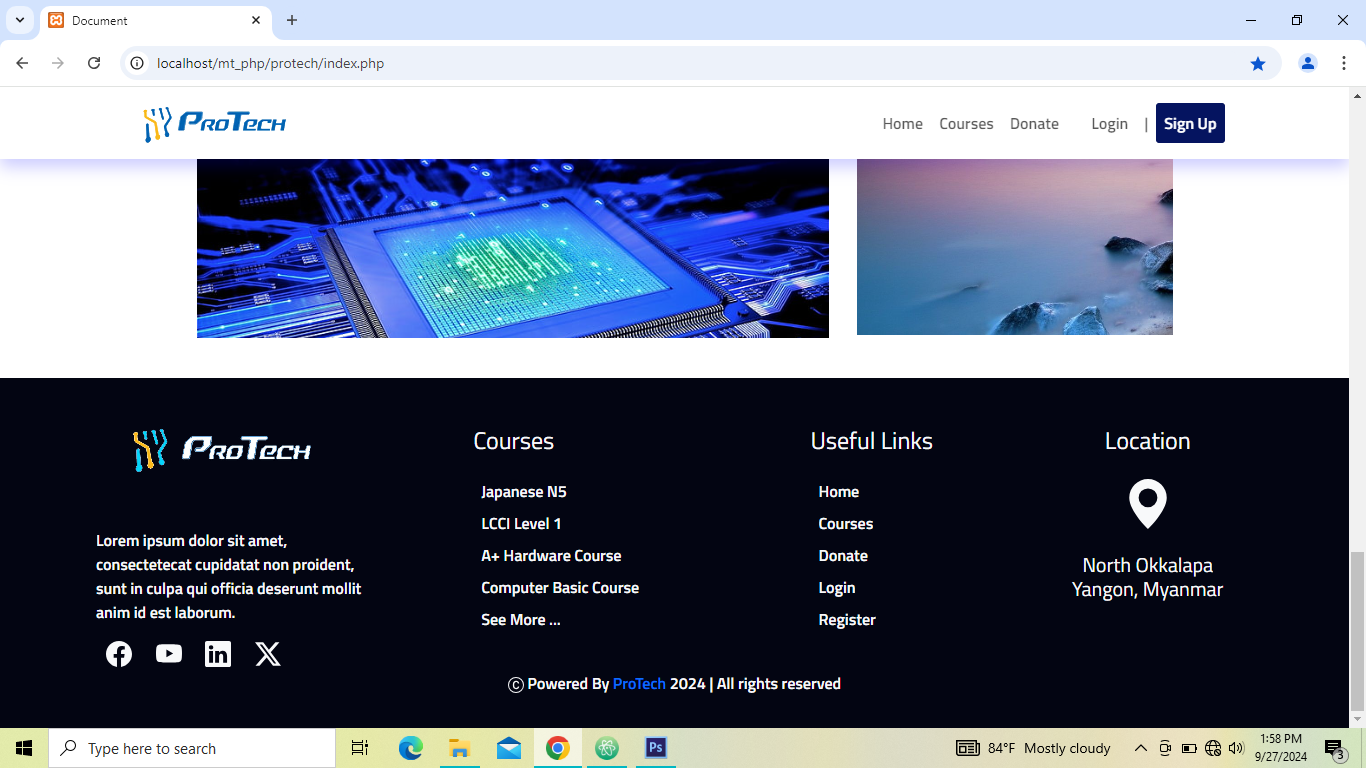 Document
localhost/mt_php/protech/index.php
PROTECH
Home Courses Donate Login | Sign Up
PROTECH
Lorem ipsum dolor sit amet,
consectetecat cupidatat non proident,
sunt in culpa qui officia deserunt mollit
anim id est laborum.
Courses
Japanese N5
LCCI Level 1
A+ Hardware Course
Computer Basic Course
See More ...
Useful Links
Home
Courses
Donate
Login
Register
Location
North Okkalapa
Yangon, Myanmar
© Powered By ProTech 2024 | All rights reserved
Type here to search
Ps
84°F Mostly cloudy
1:58 PM
9/27/2024
3